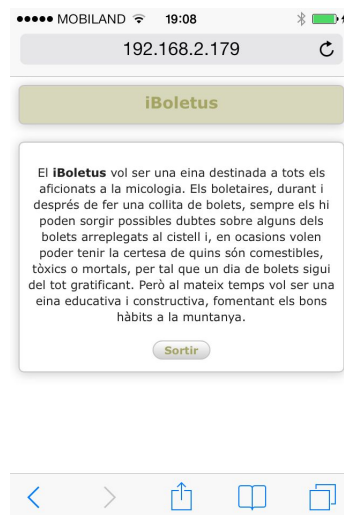 MOBILAND 19:08
192.168.2.179
iBoletus
El iBoletus vol ser una eina destinada a tots els
aficionats a la micologia. Els boletaires, durant i
després de fer una collita de bolets, sempre els hi
poden sorgir possibles dubtes sobre alguns dels
bolets arreplegats al cistell i, en ocasions volen
poder tenir la certesa de quins són comestibles,
tòxics o mortals, per tal que un dia de bolets sigui
del tot gratificant. Però al mateix temps vol ser una
eina educativa i constructiva, fomentant els bons
hàbits a la muntanya.
Sortir